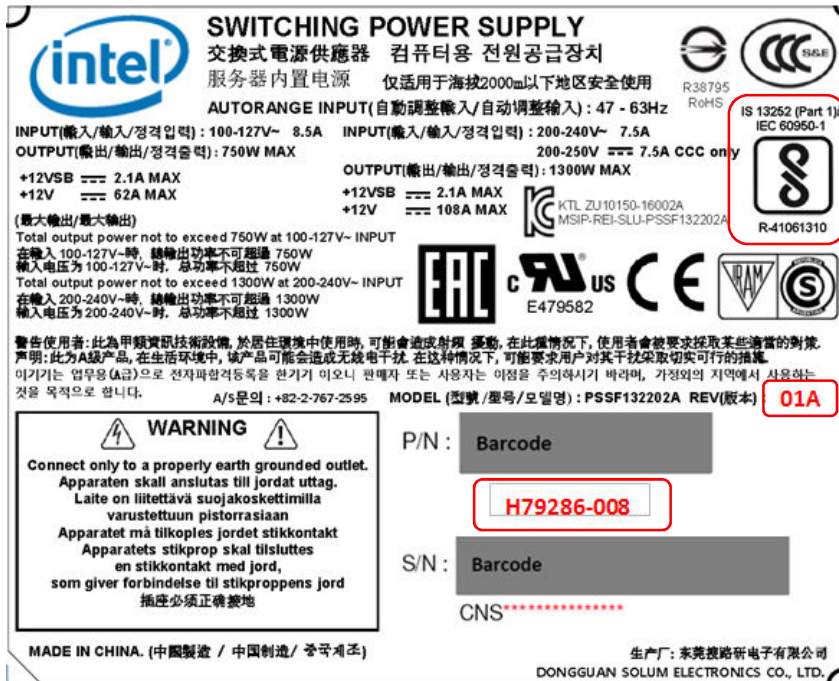 intel
SWITCHING POWER SUPPLY
交換式電源供應器 컴퓨터용 전원공급장치
服务器内置电源 仅适用于海拔2000m以下地区安全使用
AUTORANGE INPUT(自動調整輸入/自动调整输入) : 47 - 63Hz
R38795
RoHS
CCC S&E
IS 13252 (Part 1)/
IEC 60950-1
R-41061310
INPUT(輸入/输入/정격입력) : 100-127V~ 8.5A
OUTPUT(輸出/输出/정격출력) : 750W MAX
+12VSB 2.1A MAX
+12V 62A MAX
(最大輸出/最大输出)
INPUT(輸入/输入/정격입력) : 200-240V~ 7.5A
200-250V 7.5A CCC only
OUTPUT(輸出/输出/정격출력) : 1300W MAX
+12VSB 2.1A MAX
+12V 108A MAX
KTL ZU10150-16002A
MSIP-REI-SLU-PSSF132202A
Total output power not to exceed 750W at 100-127V~ INPUT
在輸入 100-127V~時, 總輸出功率不可超過 750W
输入电压为 100-127V~时, 总功率不超过 750W
Total output power not to exceed 1300W at 200-240V~ INPUT
在輸入 200-240V~時, 總輸出功率不可超過 1300W
输入电压为 200-240V~时, 总功率不超过 1300W
EAC
c RU US
E479582
CE
IRAM
S
警告使用者: 此為甲類資訊技術設備, 於居住環境中使用時, 可能會造成射頻 擾動, 在此種情況下, 使用者會被要求採取某些適當的對策.
声明: 此为A级产品, 在生活环境中, 该产品可能会造成无线电干扰. 在这种情况下, 可能要求用户对其干扰采取切实可行的措施.
이기기는 업무용(A급)으로 전자파합격등록을 한기기 이오니 판매자 또는 사용자는 이점을 주의하시기 바라며, 가정외의 지역에서 사용하는
것을 목적으로 합니다.
A/S문의 : +82-2-767-2595
MODEL (型號 /型号/모델명) : PSSF132202A REV(版本) : 01A
WARNING
Connect only to a properly earth grounded outlet.
Apparaten skall anslutas till jordat uttag.
Laite on liitettävä suojakoskettimilla
varustettuun pistorrasiaan
Apparatet må tilkoples jordet stikkontakt
Apparatets stikprop skal tilsluttes
en stikkontakt med jord,
som giver forbindelse til stikproppens jord
插座必须正确接地
P/N : Barcode
H79286-008
S/N : Barcode
CNS***************
MADE IN CHINA. (中國製造 / 中国制造/ 중국제조)
生产厂: 东莞搜路研电子有限公司
DONGGUAN SOLUM ELECTRONICS CO., LTD.